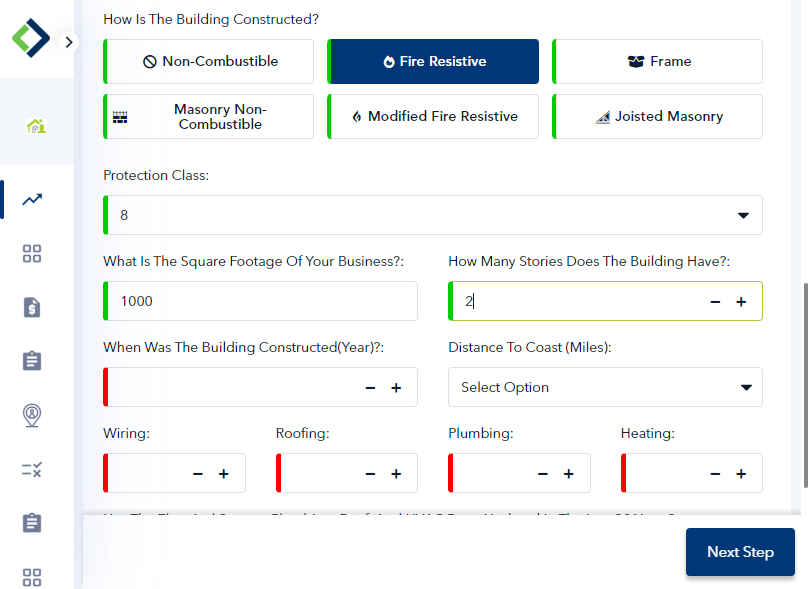 How Is The Building Constructed?
Non-Combustible
Fire Resistive
Frame
Masonry Non-
Combustible
Modified Fire Resistive
Joisted Masonry
Protection Class:
8
What Is The Square Footage Of Your Business?:
How Many Stories Does The Building Have?:
1000
2
When Was The Building Constructed(Year)?:
Distance To Coast (Miles):
Select Option
Wiring:
Roofing:
Plumbing:
Heating:
Next Step